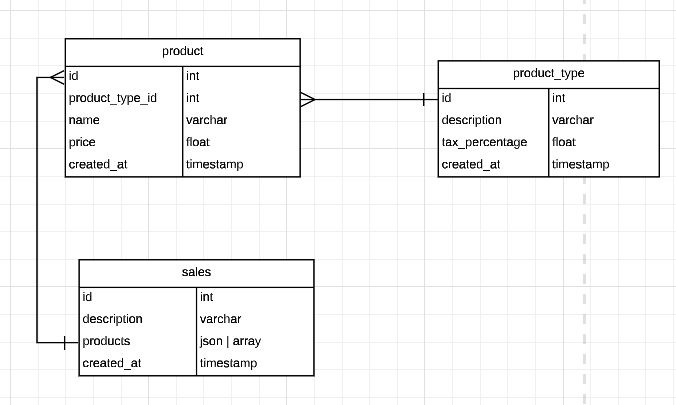 product
id int
product_type_id int
name varchar
price float
created_at timestamp
product_type
id int
description varchar
tax_percentage float
created_at timestamp
sales
id int
description varchar
products json | array
created_at timestamp